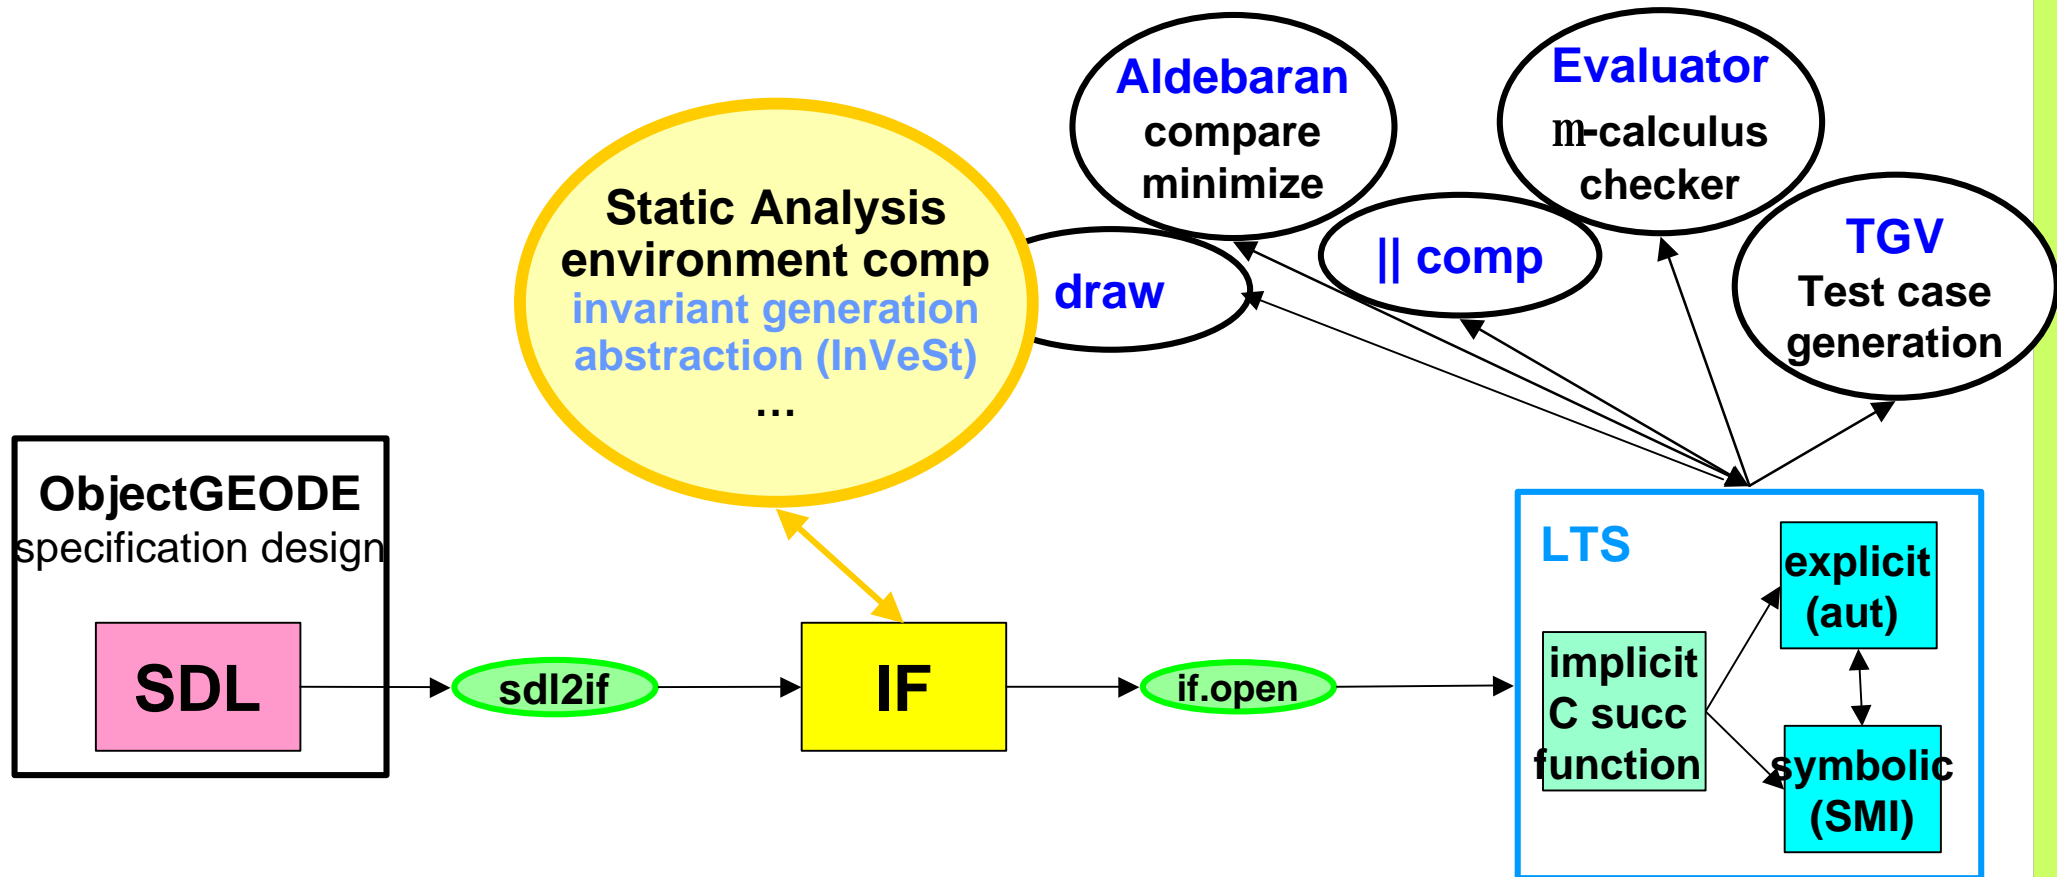 Aldebaran
compare
minimize
Evaluator
m-calculus
checker
Static Analysis
environment comp
invariant generation
abstraction (InVeSt)
...
draw
|| comp
TGV
Test case
generation
ObjectGEODE
specification design
SDL
sdl2if
IF
if.open
LTS
implicit
C succ
function
explicit
(aut)
symbolic
(SMI)